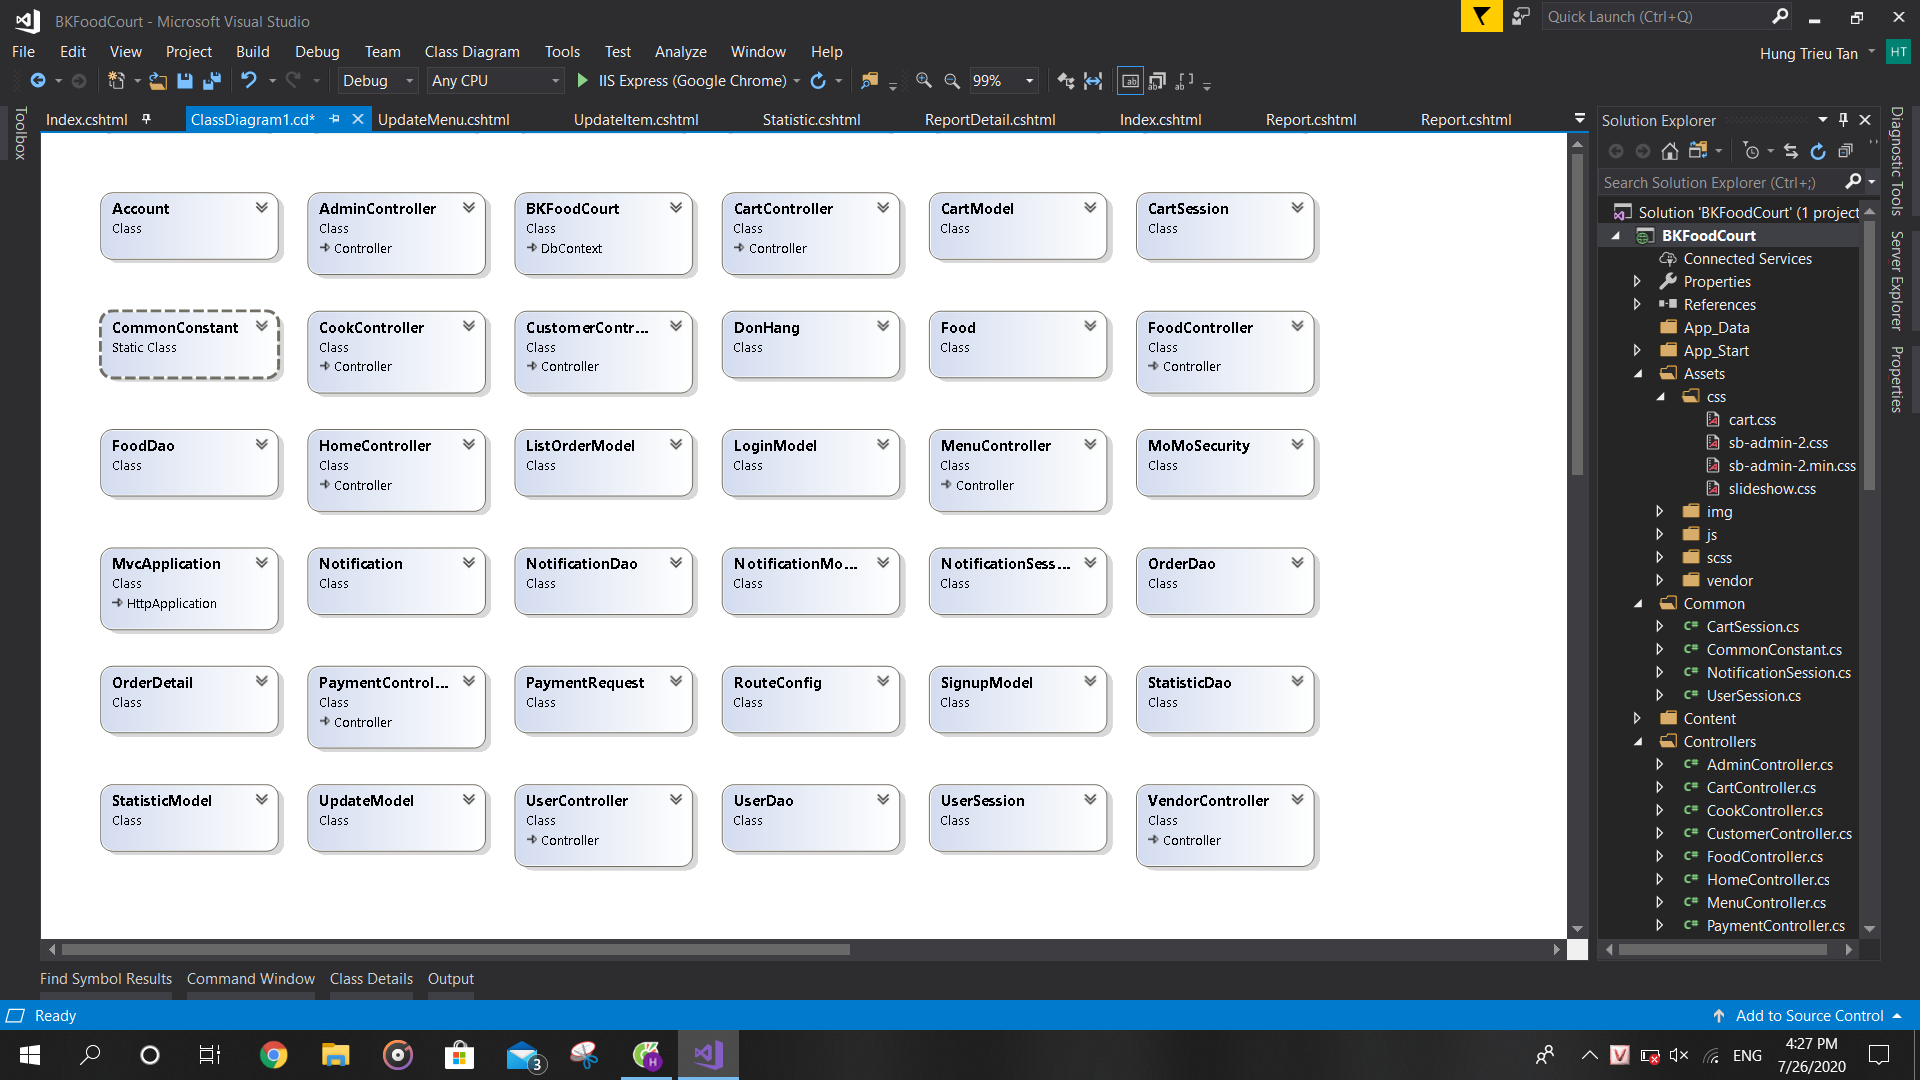 BKFoodCourt - Microsoft Visual Studio
Quick Launch (Ctrl+Q)
File Edit View Project Build Debug Team Class Diagram Tools Test Analyze Window Help
Hung Trieu Tan HT
Debug Any CPU IIS Express (Google Chrome) 99%
Toolbox
Index.cshtml ClassDiagram1.cd* UpdateMenu.cshtml UpdateItem.cshtml Statistic.cshtml ReportDetail.cshtml Index.cshtml Report.cshtml Report.cshtml
Account
Class
AdminController
Class
Controller
BKFoodCourt
Class
DbContext
CartController
Class
Controller
CartModel
Class
CartSession
Class
CommonConstant
Static Class
CookController
Class
Controller
CustomerContr...
Class
Controller
DonHang
Class
Food
Class
FoodController
Class
Controller
FoodDao
Class
HomeController
Class
Controller
ListOrderModel
Class
LoginModel
Class
MenuController
Class
Controller
MoMoSecurity
Class
MvcApplication
Class
HttpApplication
Notification
Class
NotificationDao
Class
NotificationMo...
Class
NotificationSess...
Class
OrderDao
Class
OrderDetail
Class
PaymentControl...
Class
Controller
PaymentRequest
Class
RouteConfig
Class
SignupModel
Class
StatisticDao
Class
StatisticModel
Class
UpdateModel
Class
UserController
Class
Controller
UserDao
Class
UserSession
Class
VendorController
Class
Controller
Solution Explorer
Search Solution Explorer (Ctrl+;)
Solution 'BKFoodCourt' (1 project
BKFoodCourt
Connected Services
Properties
References
App_Data
App_Start
Assets
css
cart.css
sb-admin-2.css
sb-admin-2.min.css
slideshow.css
img
js
scss
vendor
Common
CartSession.cs
CommonConstant.cs
NotificationSession.cs
UserSession.cs
Content
Controllers
AdminController.cs
CartController.cs
CookController.cs
CustomerController.cs
FoodController.cs
HomeController.cs
MenuController.cs
PaymentController.cs
Diagnostic Tools
Server Explorer
Properties
Find Symbol Results Command Window Class Details Output
Ready
Add to Source Control
3
ENG
4:27 PM
7/26/2020